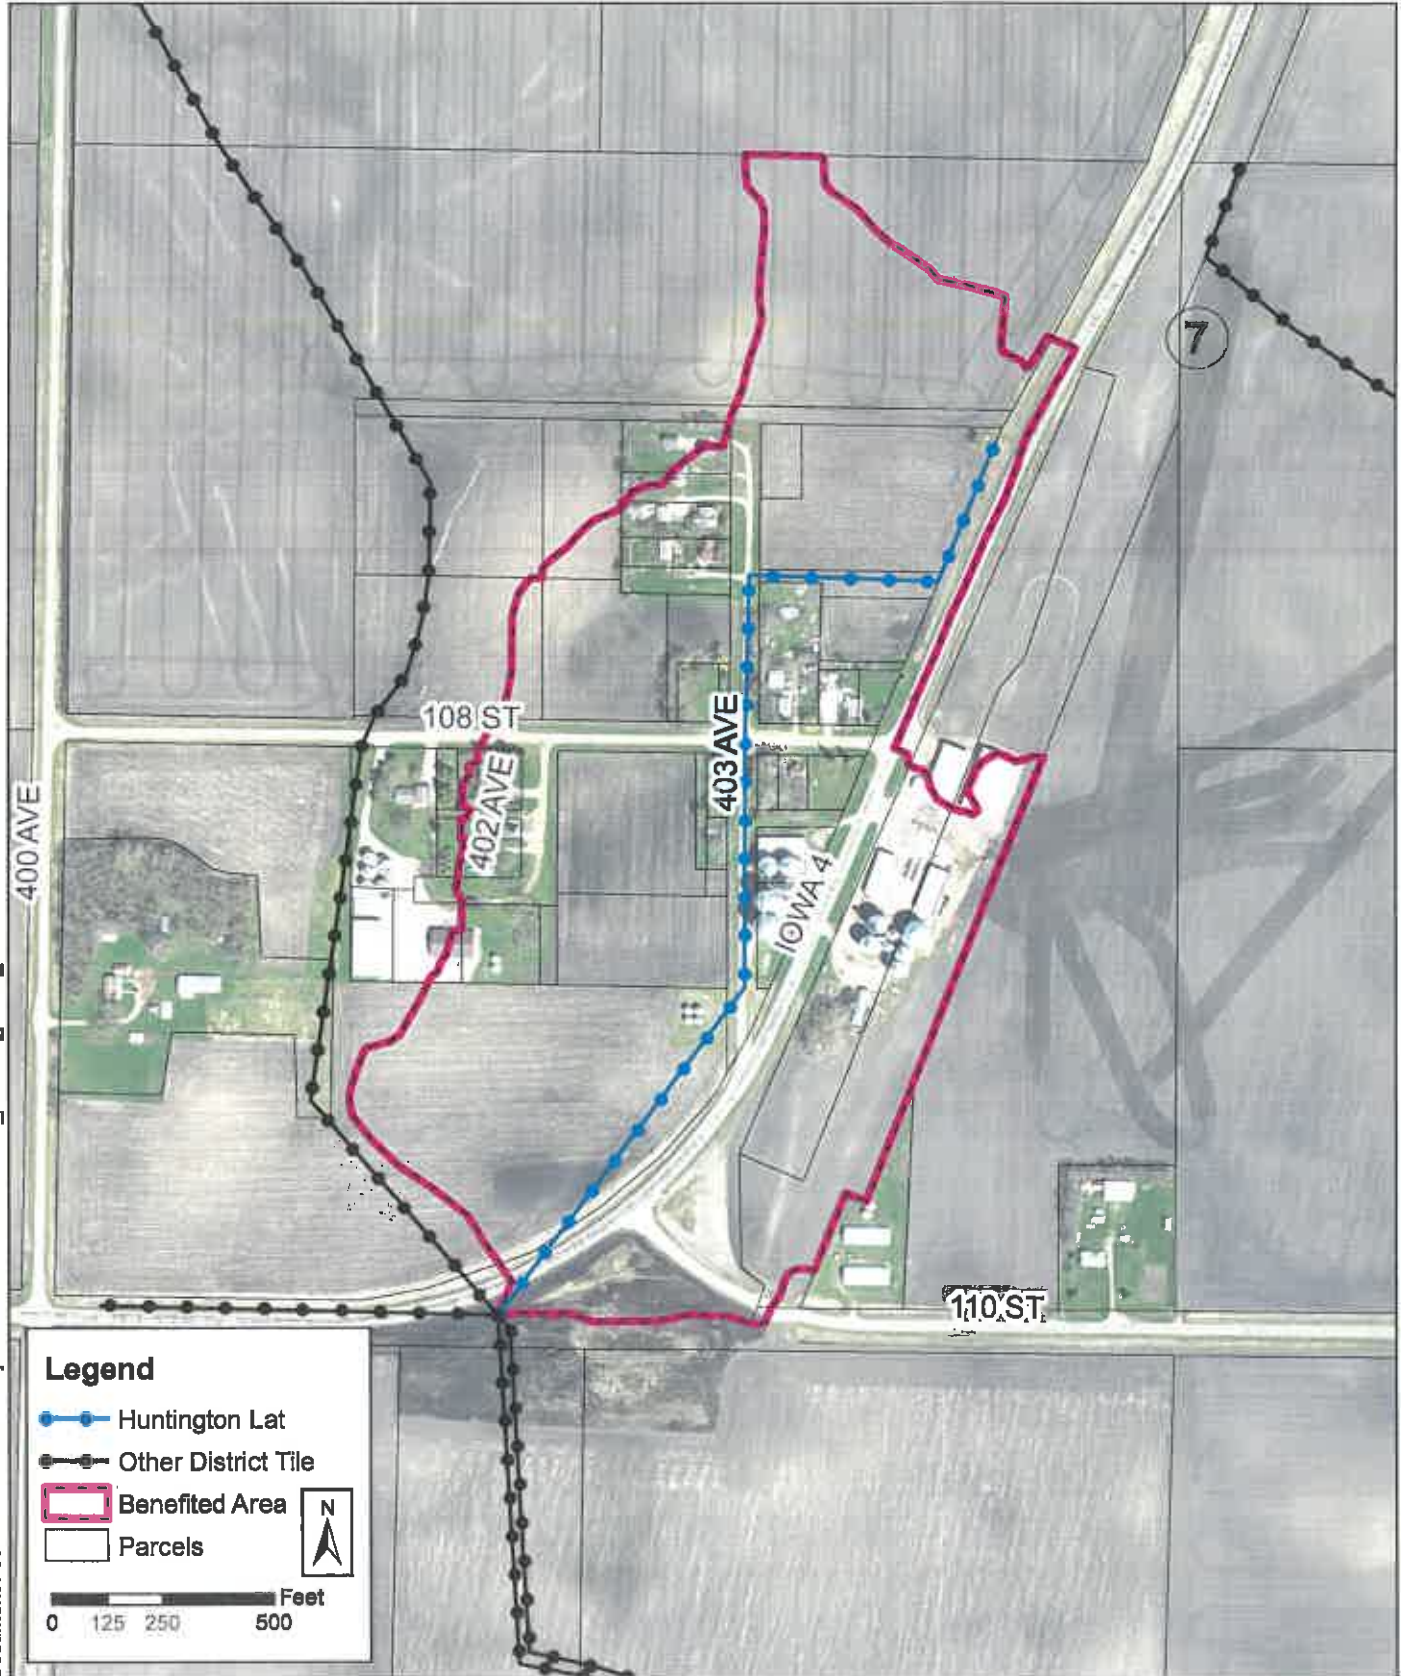 7
108 ST
403 AVE
402 AVE
400 AVE
IOWA 4
110 ST
Legend
Huntington Lat
Other District Tile
Benefited Area
N
Parcels
Feet
0 125 250 500